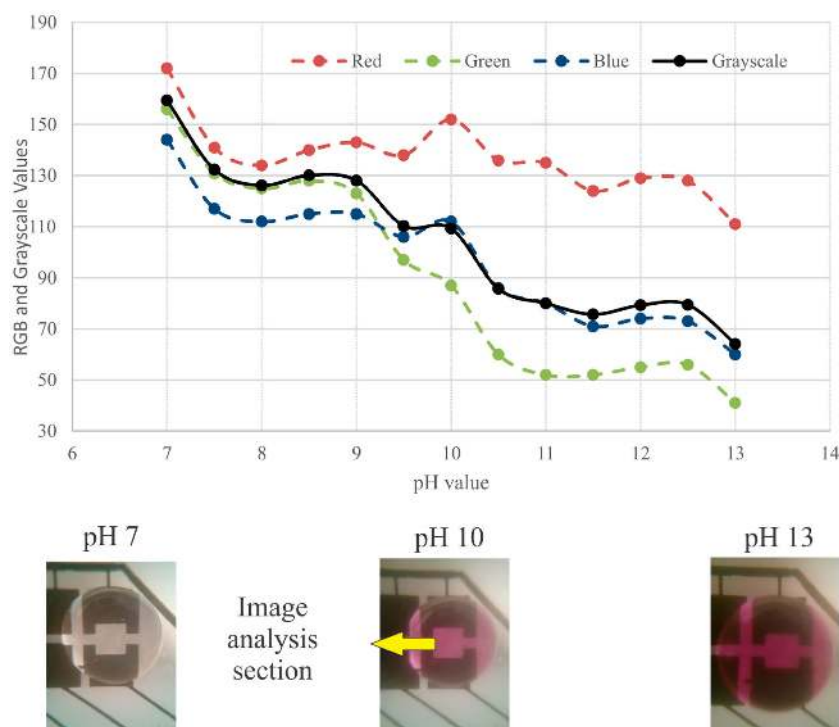 190
170
150
130
110
90
70
50
30
RGB and Grayscale Values
Red Green Blue Grayscale
6 7 8 9 10 11 12 13 14
pH value
pH 7 pH 10 pH 13
Image
analysis
section